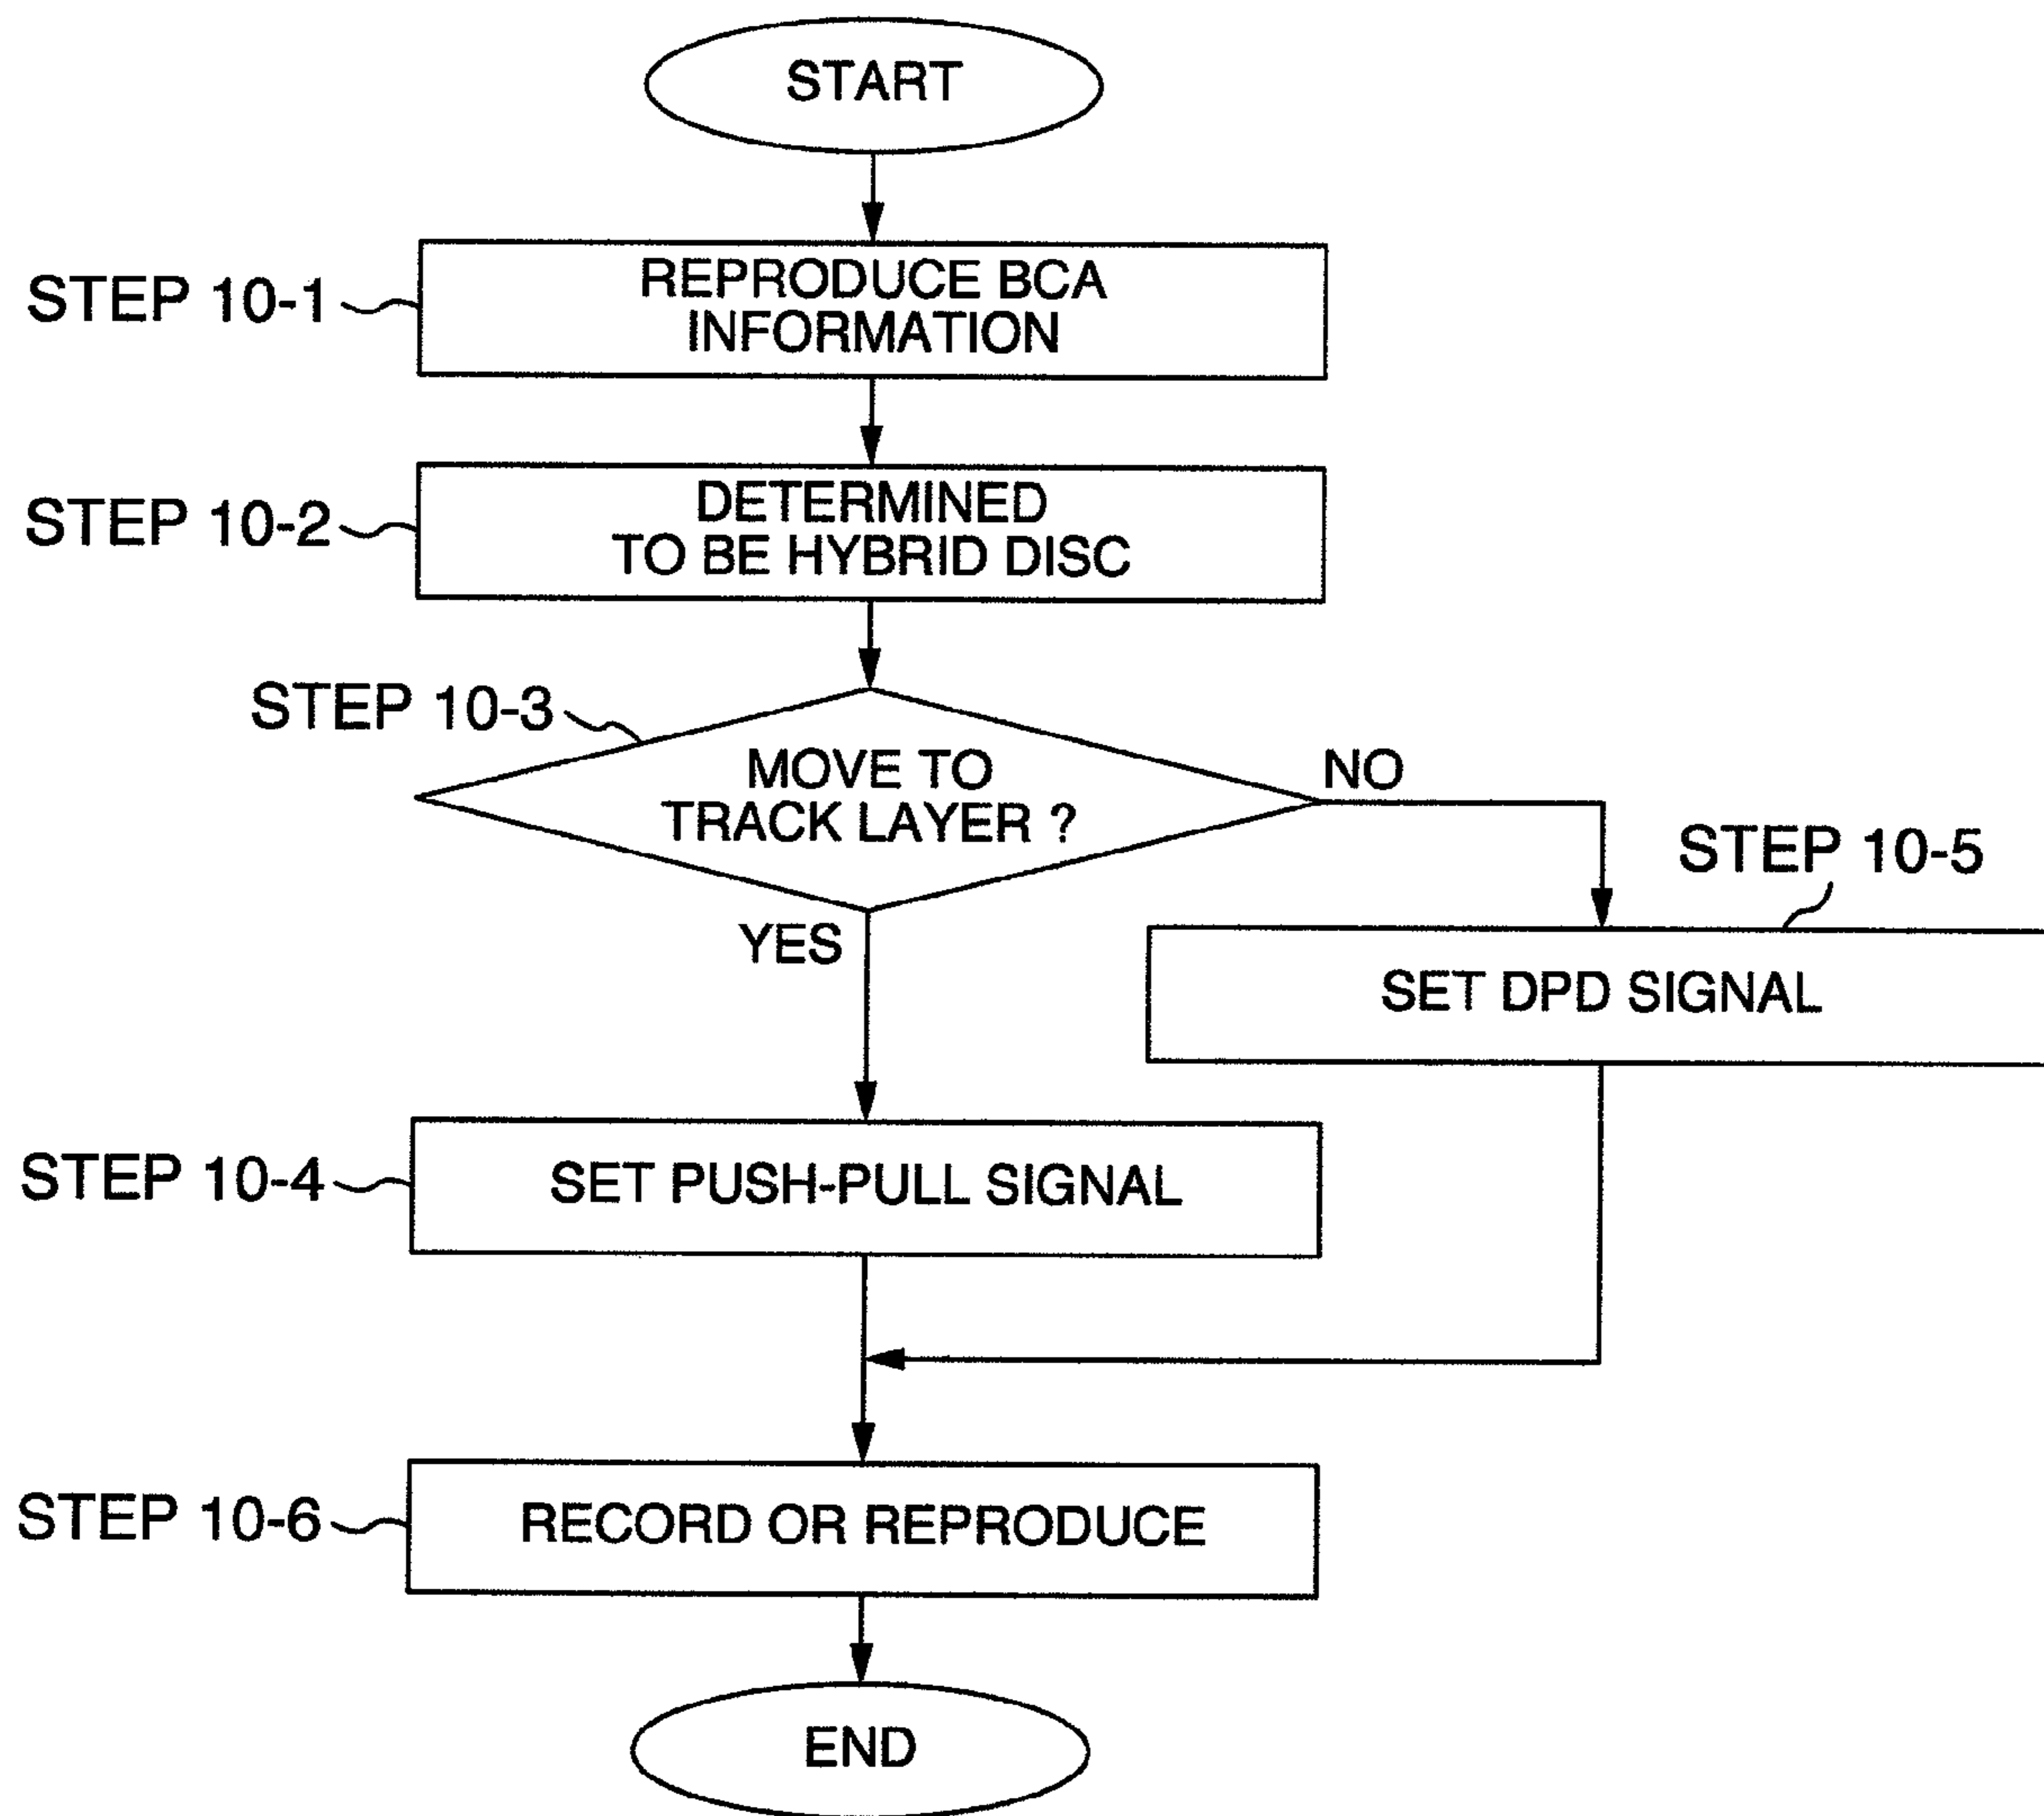 START
STEP 10-1
REPRODUCE BCA
INFORMATION
STEP 10-2
DETERMINED
TO BE HYBRID DISC
STEP 10-3
MOVE TO
TRACK LAYER ?
NO
YES
STEP 10-5
SET DPD SIGNAL
STEP 10-4
SET PUSH-PULL SIGNAL
STEP 10-6
RECORD OR REPRODUCE
END